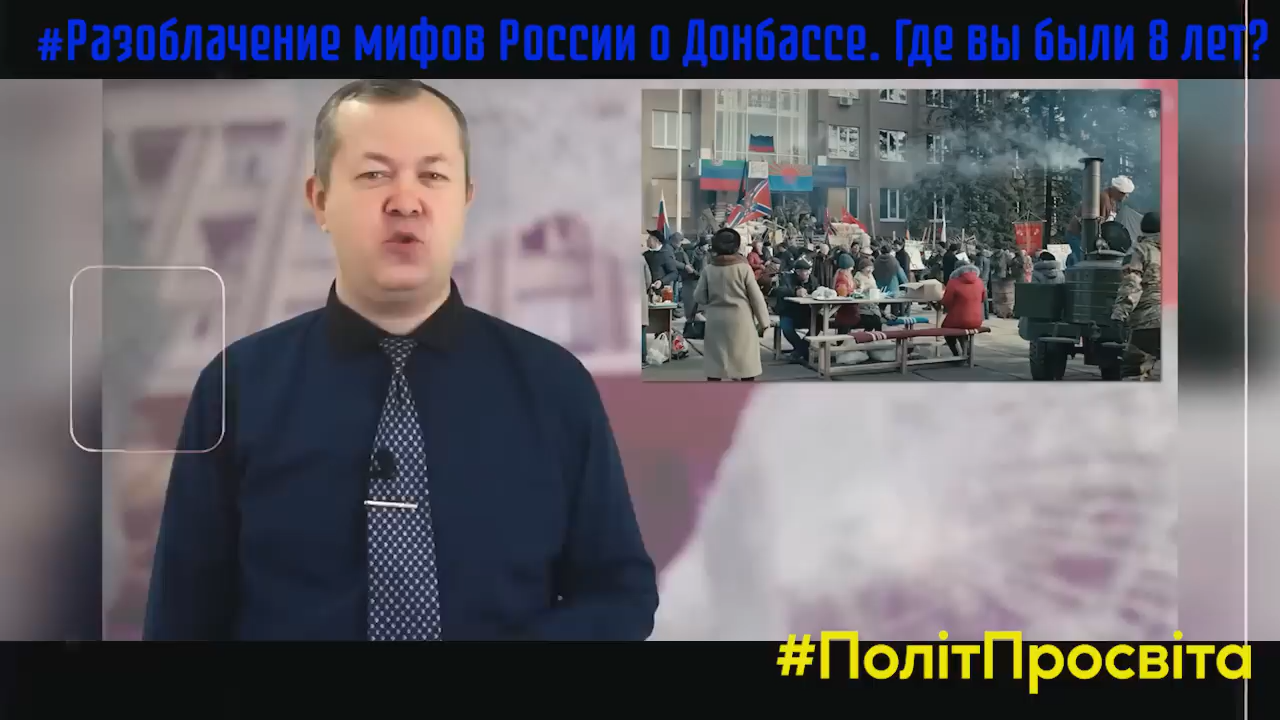 #Разоблачение мифов России о Донбассе. Где вы были 8 лет?
#ПолітПросвіта